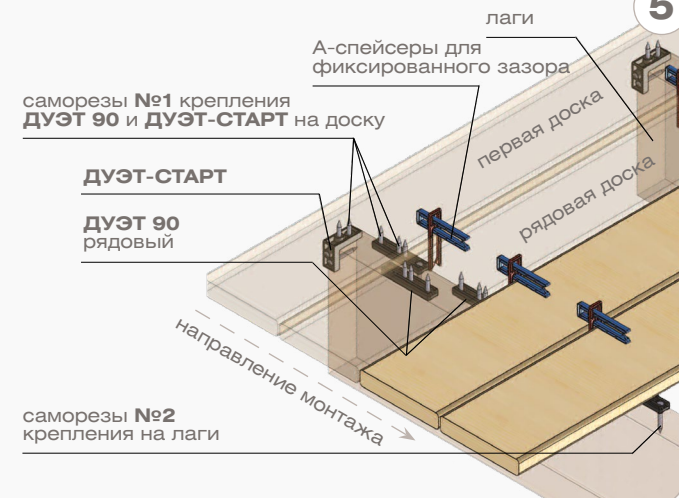 5
лаги
А-спейсеры для
фиксированного зазора
саморезы №1 крепления
ДУЭТ 90 и ДУЭТ-СТАРТ на доску
первая доска
ДУЭТ-СТАРТ
рядовая доска
ДУЭТ 90
рядовый
направление монтажа
саморезы №2
крепления на лаги